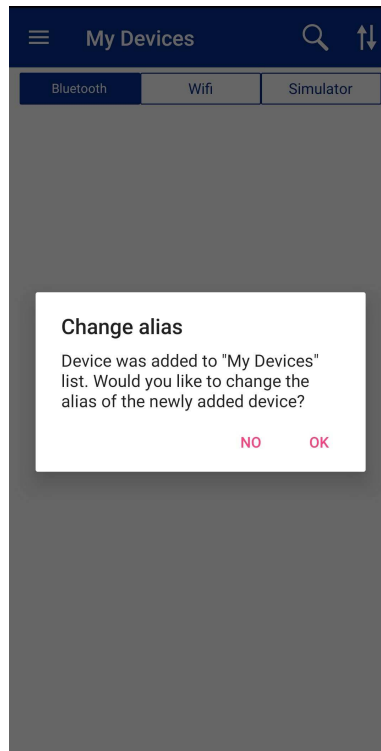 My Devices
Bluetooth Wifi Simulator
Change alias
Device was added to "My Devices"
list. Would you like to change the
alias of the newly added device?
NO OK